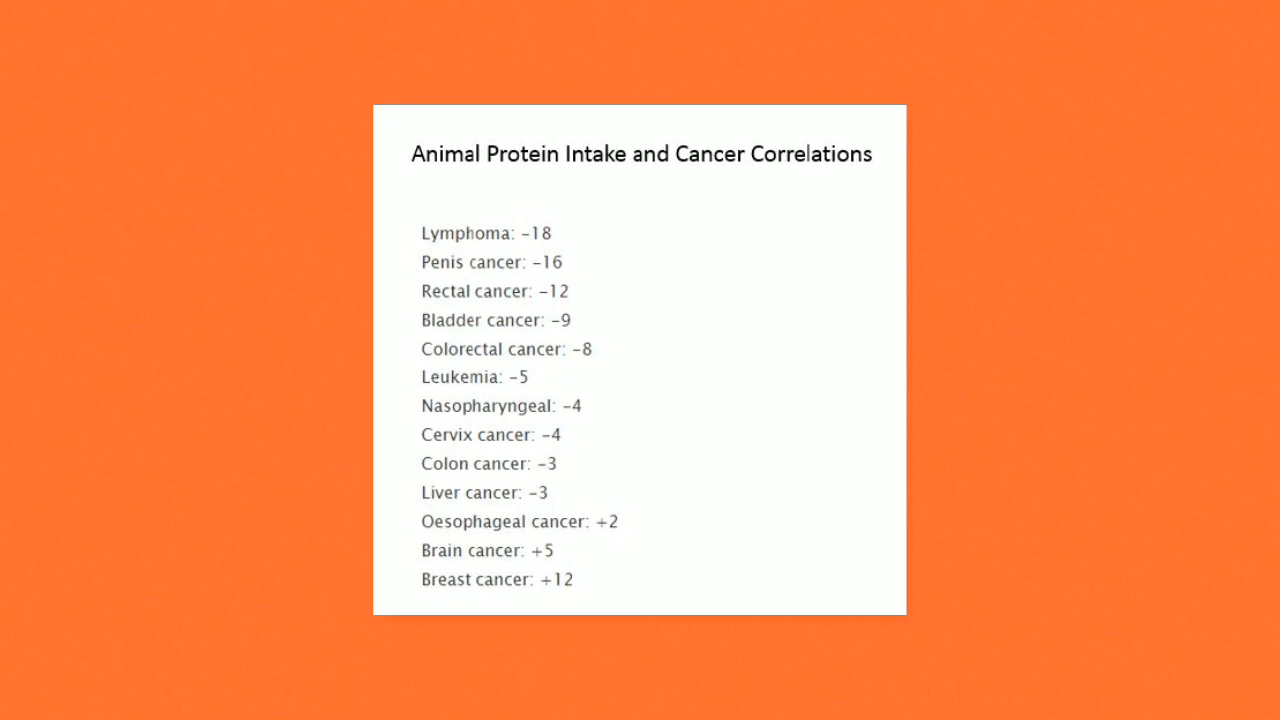 Animal Protein Intake and Cancer Correlations
Lymphoma: -18
Penis cancer: -16
Rectal cancer: -12
Bladder cancer: -9
Colorectal cancer: -8
Leukemia: -5
Nasopharyngeal: -4
Cervix cancer: -4
Colon cancer: -3
Liver cancer: -3
Oesophageal cancer: +2
Brain cancer: +5
Breast cancer: +12